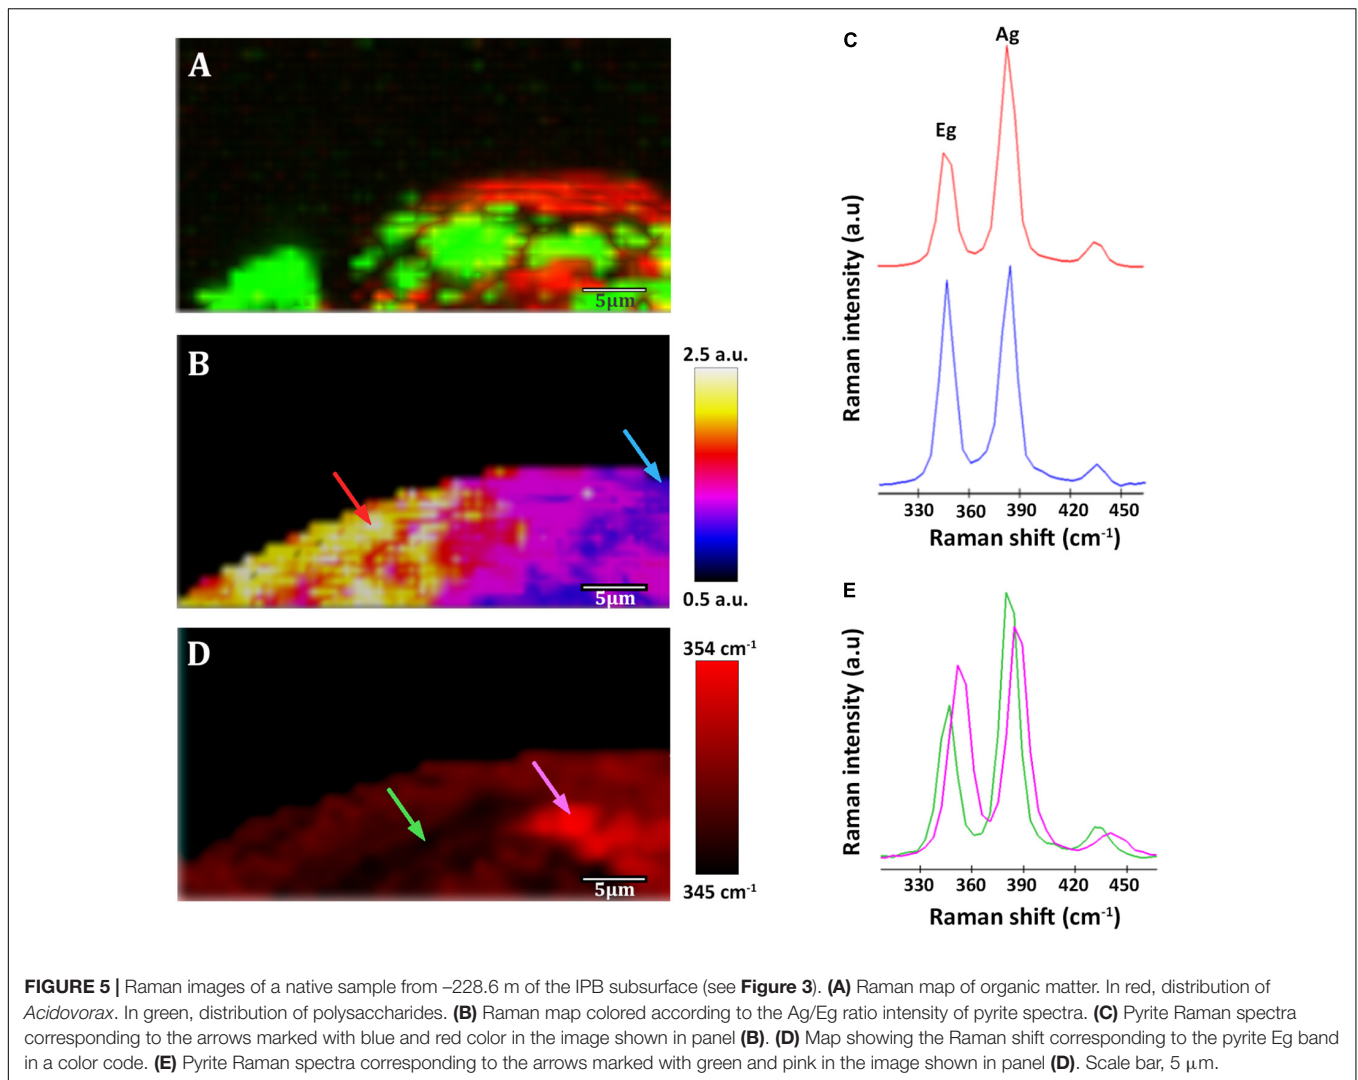 A
5μm
B
2.5 a.u.
0.5 a.u.
5μm
D
354 cm-1
345 cm-1
5μm
C
Ag
Eg
Raman intensity (a.u)
330 360 390 420 450
Raman shift (cm-1)
E
Raman intensity (a.u)
330 360 390 420 450
Raman shift (cm-1)
FIGURE 5 | Raman images of a native sample from –228.6 m of the IPB subsurface (see Figure 3). (A) Raman map of organic matter. In red, distribution of
Acidovorax. In green, distribution of polysaccharides. (B) Raman map colored according to the Ag/Eg ratio intensity of pyrite spectra. (C) Pyrite Raman spectra
corresponding to the arrows marked with blue and red color in the image shown in panel (B). (D) Map showing the Raman shift corresponding to the pyrite Eg band
in a color code. (E) Pyrite Raman spectra corresponding to the arrows marked with green and pink in the image shown in panel (D). Scale bar, 5 μm.